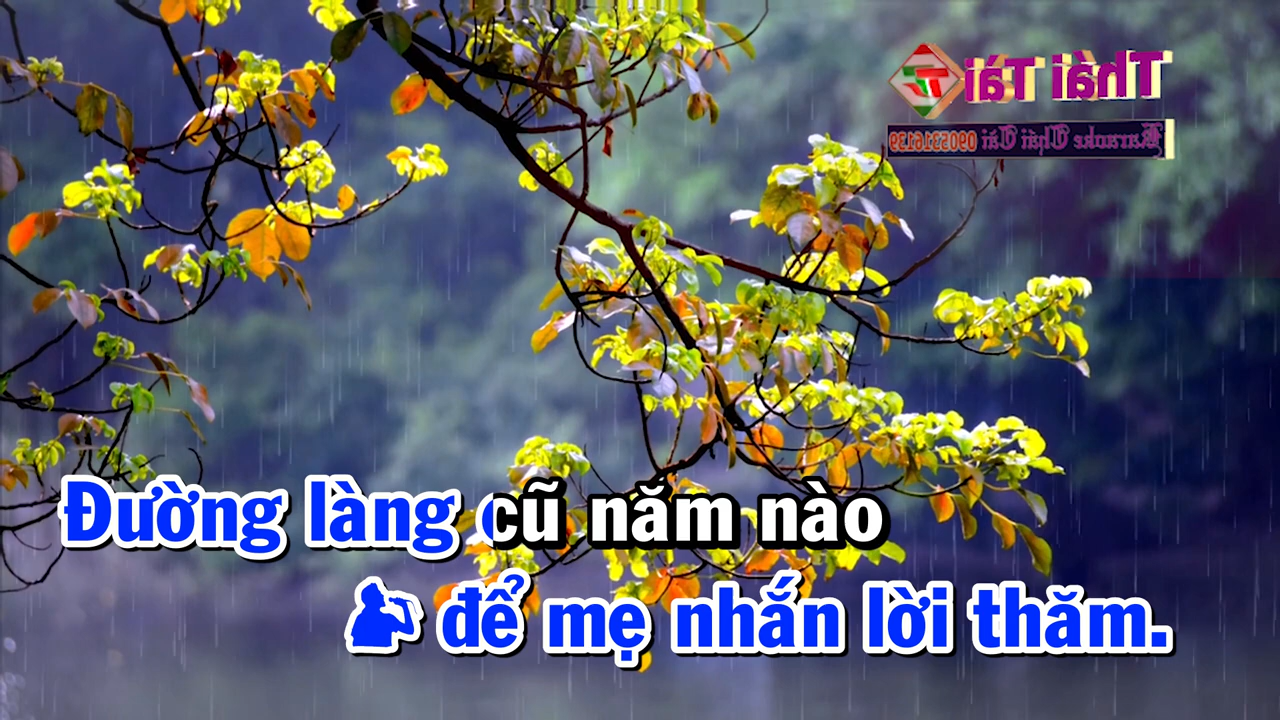 Thái Tài
Karaoke Thái Tài 0905316139
Đường làng cũ năm nào
để mẹ nhắn lời thăm.